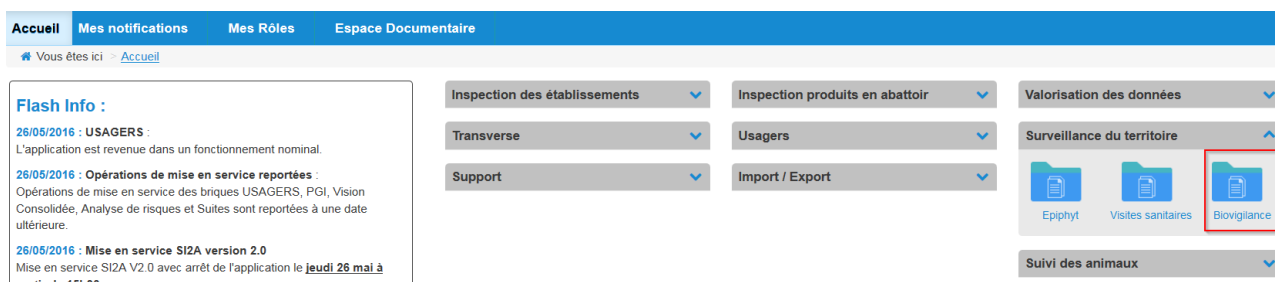 Accueil Mes notifications Mes Rôles Espace Documentaire
Vous êtes ici > Accueil
Flash Info :
26/05/2016 : USAGERS :
L'application est revenue dans un fonctionnement nominal.
26/05/2016 : Opérations de mise en service reportées :
Opérations de mise en service des briques USAGERS, PGI, Vision
Consolidée, Analyse de risques et Suites sont reportées à une date
ultérieure.
26/05/2016 : Mise en service SI2A version 2.0
Mise en service SI2A V2.0 avec arrêt de l'application le jeudi 26 mai à
Inspection des établissements
Transverse
Support
Inspection produits en abattoir
Usagers
Import / Export
Valorisation des données
Surveillance du territoire
Epiphyt Visites sanitaires Biovigilance
Suivi des animaux